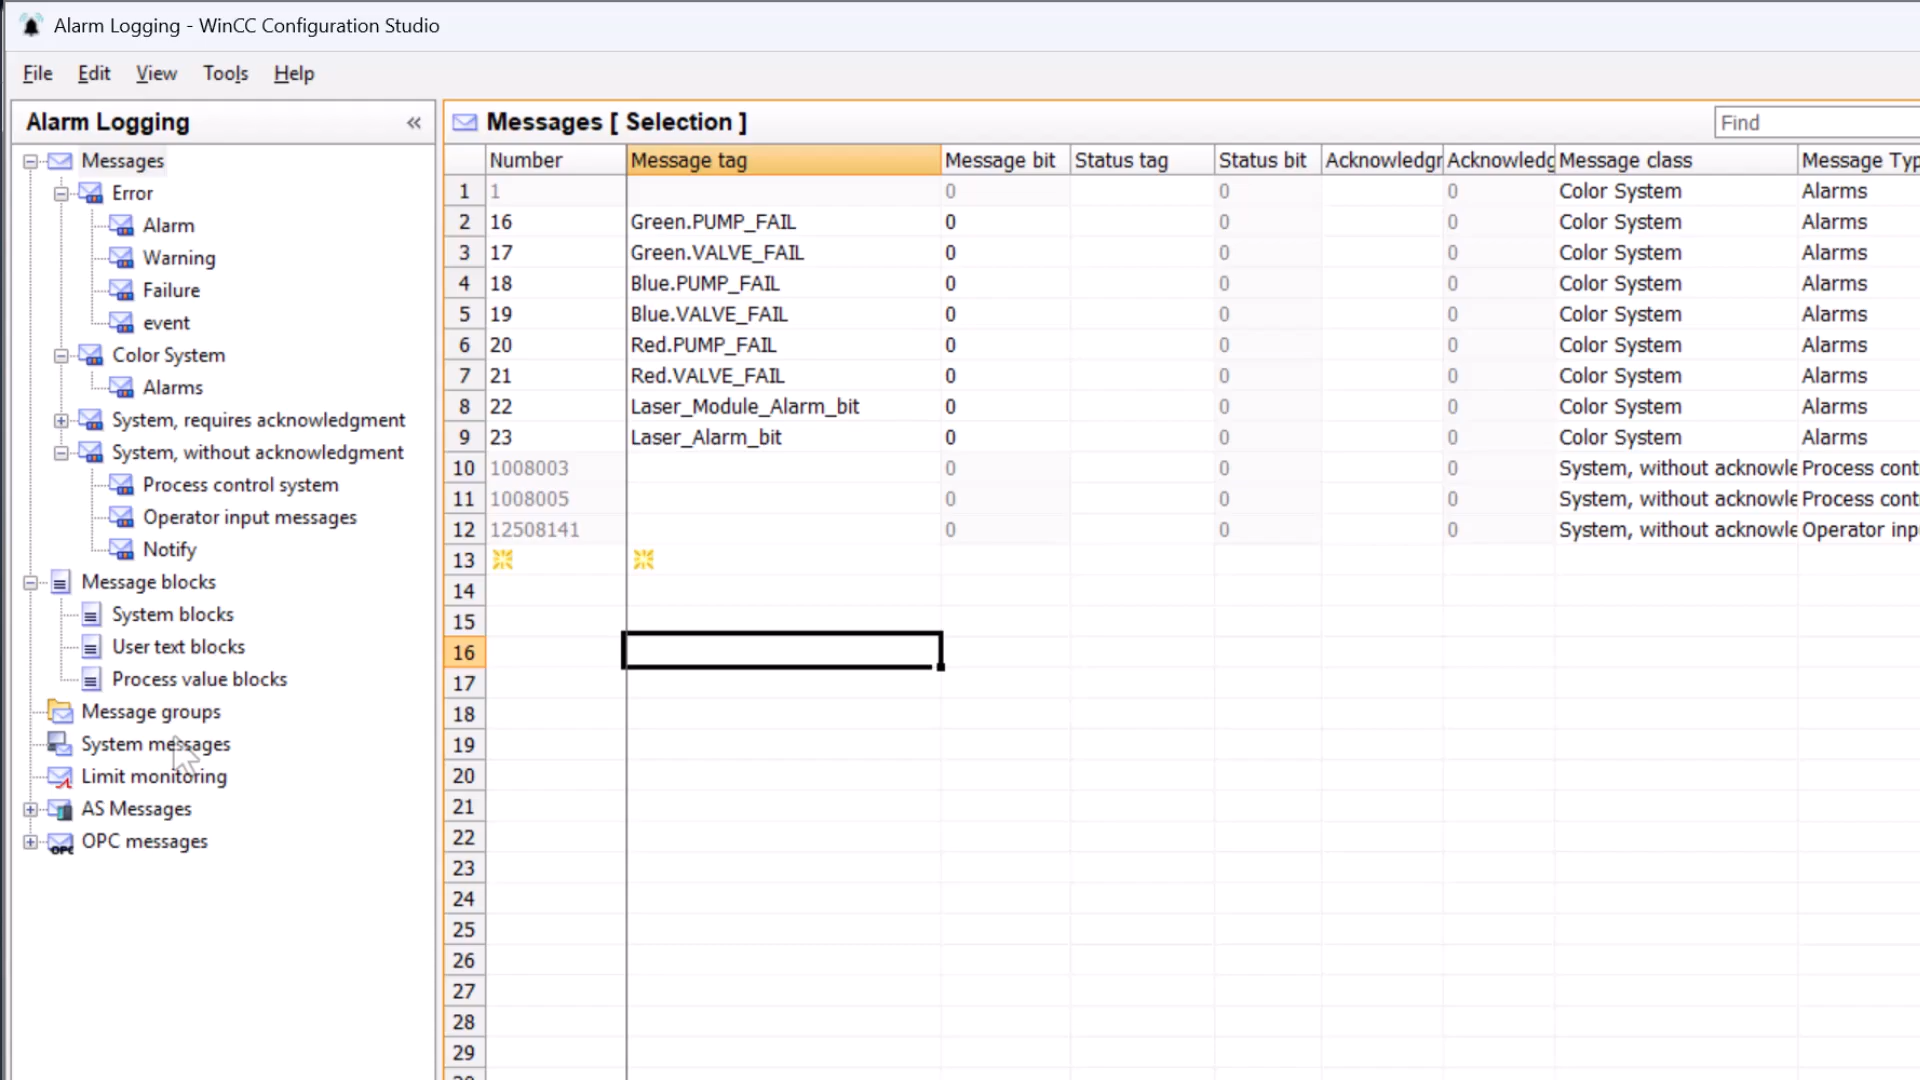 Alarm Logging - WinCC Configuration Studio
File Edit View Tools Help
Alarm Logging «
Messages
Error
Alarm
Warning
Failure
event
Color System
Alarms
System, requires acknowledgment
System, without acknowledgment
Process control system
Operator input messages
Notify
Message blocks
System blocks
User text blocks
Process value blocks
Message groups
System messages
Limit monitoring
AS Messages
OPC messages
Messages [ Selection ] Find
Number Message tag Message bit Status tag Status bit Acknowledgr Acknowledg Message class Message Typ
1 1 0 0 0 Color System Alarms
2 16 Green.PUMP_FAIL 0 0 0 Color System Alarms
3 17 Green.VALVE_FAIL 0 0 0 Color System Alarms
4 18 Blue.PUMP_FAIL 0 0 0 Color System Alarms
5 19 Blue.VALVE_FAIL 0 0 0 Color System Alarms
6 20 Red.PUMP_FAIL 0 0 0 Color System Alarms
7 21 Red.VALVE_FAIL 0 0 0 Color System Alarms
8 22 Laser_Module_Alarm_bit 0 0 0 Color System Alarms
9 23 Laser_Alarm_bit 0 0 0 Color System Alarms
10 1008003 0 0 0 System, without acknowle Process cont
11 1008005 0 0 0 System, without acknowle Process cont
12 12508141 0 0 0 System, without acknowle Operator inp
13
14
15
16
17
18
19
20
21
22
23
24
25
26
27
28
29